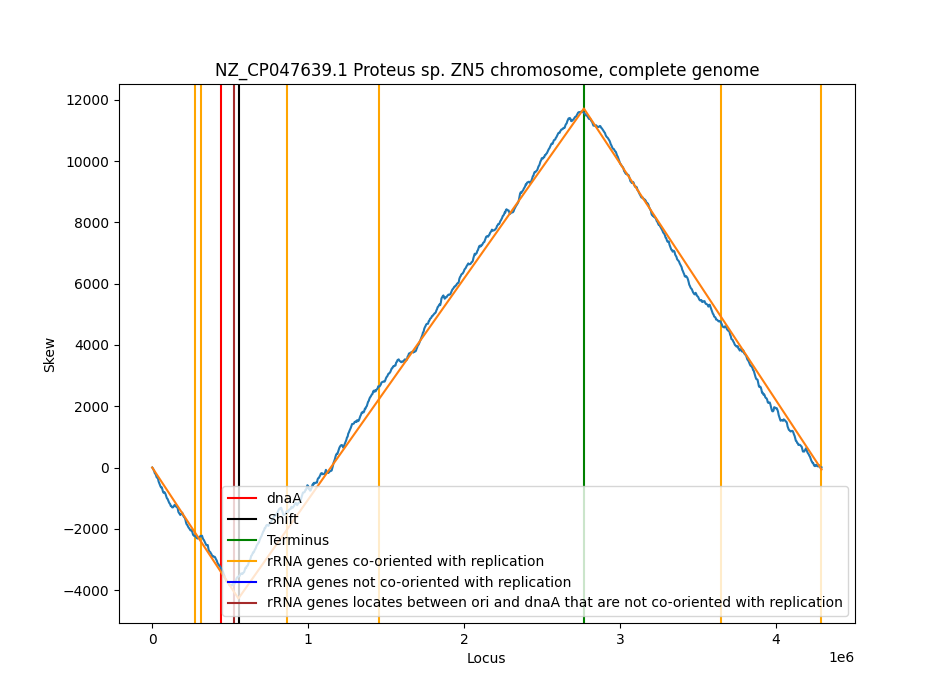 NZ_CP047639.1 Proteus sp. ZN5 chromosome, complete genome
12000
10000
8000
6000
4000
2000
0
−2000
−4000
Skew
dnaA
Shift
Terminus
rRNA genes co-oriented with replication
rRNA genes not co-oriented with replication
rRNA genes locates between ori and dnaA that are not co-oriented with replication
0 1 2 3 4
1e6
Locus